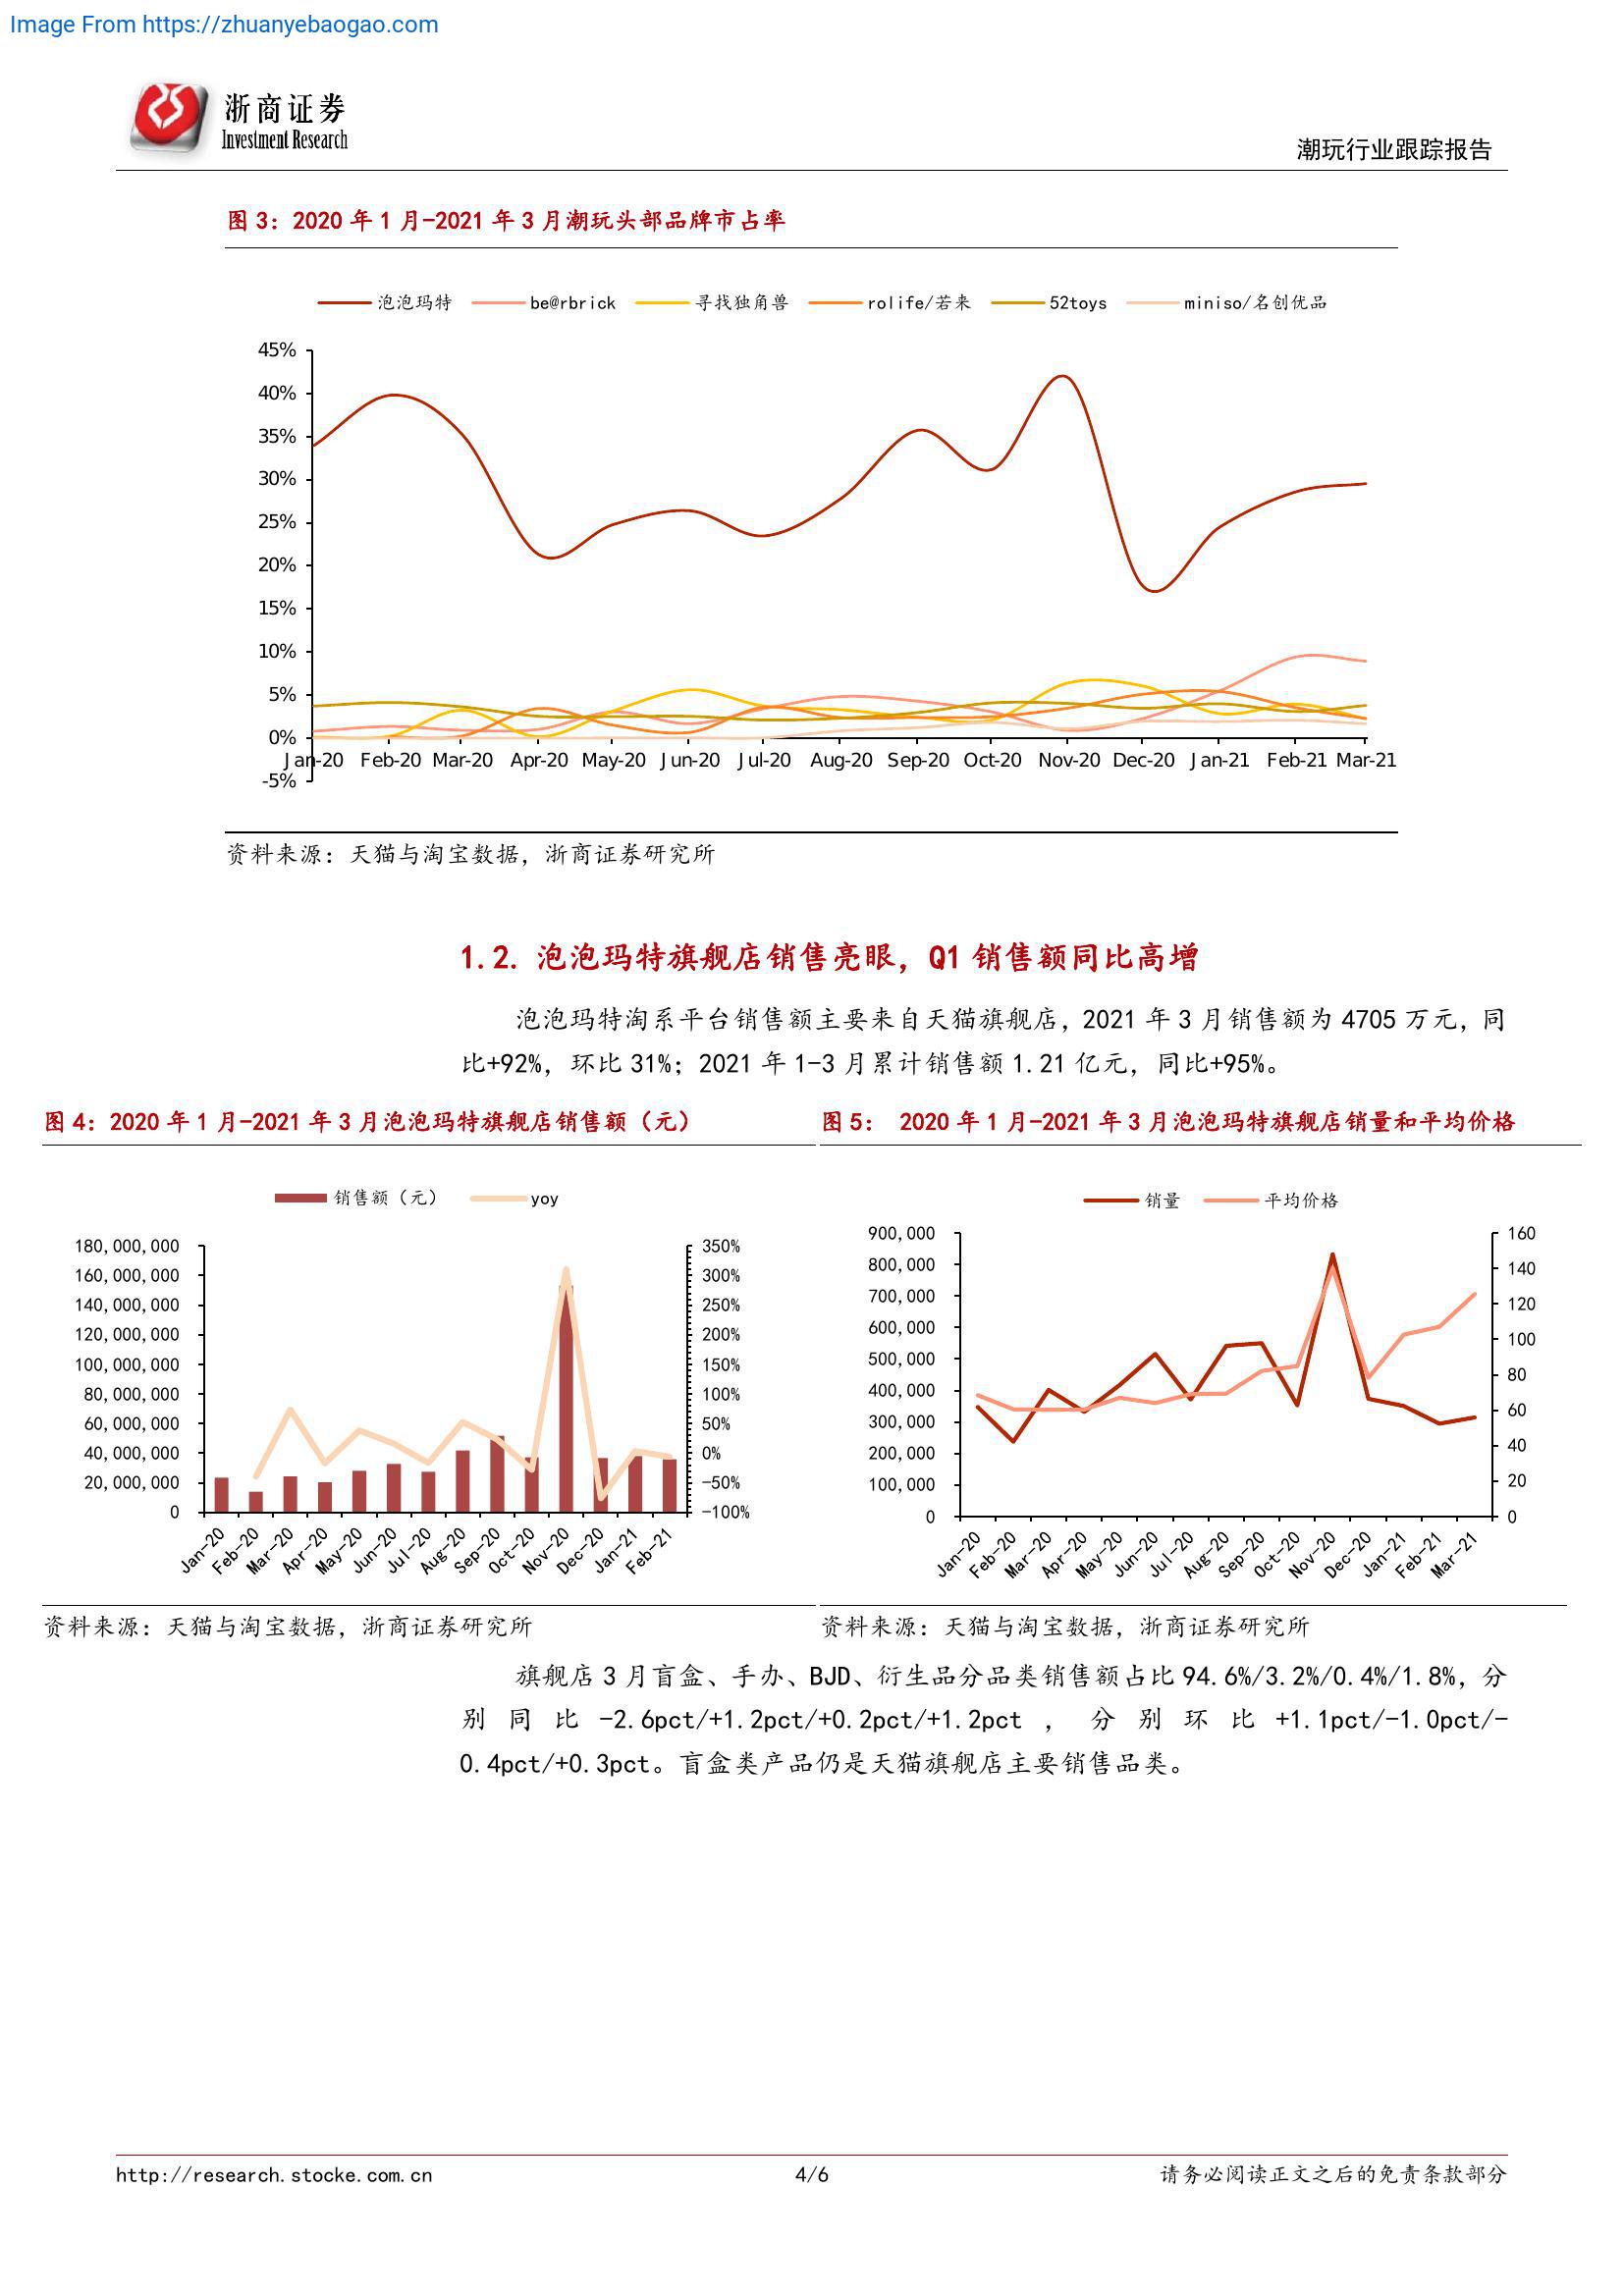 Image From https://zhuanyebaogao.com
浙商证券
Investment Research
潮玩行业跟踪报告
图 3：2020 年 1 月-2021 年 3 月潮玩头部品牌市占率
泡泡玛特 be@rbrick 寻找独角兽 rolife/若来 52toys miniso/名创优品
45%
40%
35%
30%
25%
20%
15%
10%
5%
0%
Jan-20 Feb-20 Mar-20 Apr-20 May-20 Jun-20 Jul-20 Aug-20 Sep-20 Oct-20 Nov-20 Dec-20 Jan-21 Feb-21 Mar-21
-5%
资料来源：天猫与淘宝数据，浙商证券研究所
1.2. 泡泡玛特旗舰店销售亮眼，Q1 销售额同比高增
泡泡玛特淘系平台销售额主要来自天猫旗舰店，2021 年 3 月销售额为 4705 万元，同
比+92%，环比 31%；2021 年 1-3 月累计销售额 1.21 亿元，同比+95%。
图 4：2020 年 1 月-2021 年 3 月泡泡玛特旗舰店销售额（元）
销售额（元） yoy
180,000,000 350%
160,000,000 300%
140,000,000 250%
120,000,000 200%
100,000,000 150%
80,000,000 100%
60,000,000 50%
40,000,000 0%
20,000,000 -50%
0 -100%
Jan-20 Feb-20 Mar-20 Apr-20 May-20 Jun-20 Jul-20 Aug-20 Sep-20 Oct-20 Nov-20 Dec-20 Jan-21 Feb-21
资料来源：天猫与淘宝数据，浙商证券研究所
图 5： 2020 年 1 月-2021 年 3 月泡泡玛特旗舰店销量和平均价格
销量 平均价格
900,000 160
800,000 140
700,000 120
600,000 100
500,000 80
400,000 60
300,000 40
200,000 20
100,000 0
0
Jan-20 Feb-20 Mar-20 Apr-20 May-20 Jun-20 Jul-20 Aug-20 Sep-20 Oct-20 Nov-20 Dec-20 Jan-21 Feb-21 Mar-21
资料来源：天猫与淘宝数据，浙商证券研究所
旗舰店 3 月盲盒、手办、BJD、衍生品分品类销售额占比 94.6%/3.2%/0.4%/1.8%，分
别 同 比 -2.6pct/+1.2pct/+0.2pct/+1.2pct ， 分 别 环 比 +1.1pct/-1.0pct/-
0.4pct/+0.3pct。盲盒类产品仍是天猫旗舰店主要销售品类。
http://research.stocke.com.cn 4/6 请务必阅读正文之后的免责条款部分